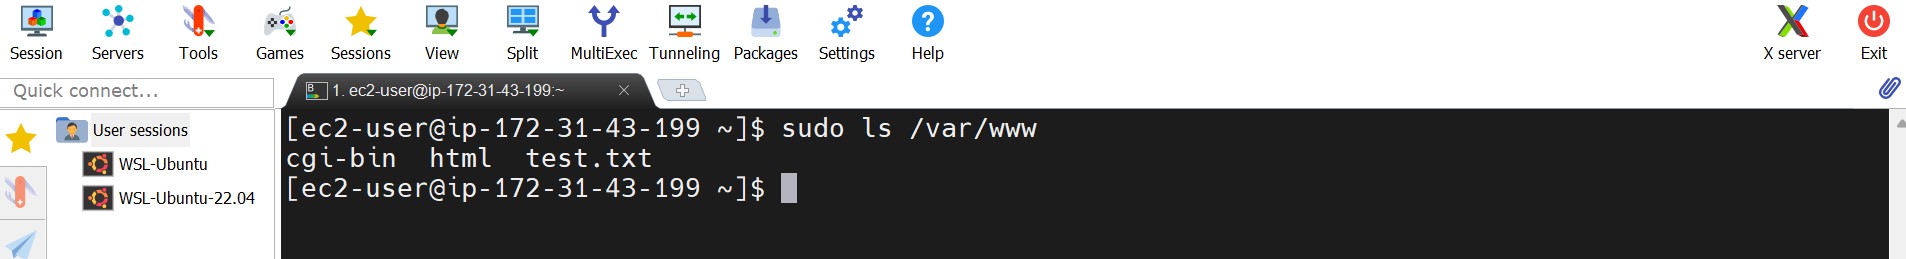 Session Servers Tools Games Sessions View Split MultiExec Tunneling Packages Settings Help X server Exit
Quick connect...
1. ec2-user@ip-172-31-43-199:~
User sessions
WSL-Ubuntu
WSL-Ubuntu-22.04
[ec2-user@ip-172-31-43-199 ~]$ sudo ls /var/www
cgi-bin  html  test.txt
[ec2-user@ip-172-31-43-199 ~]$